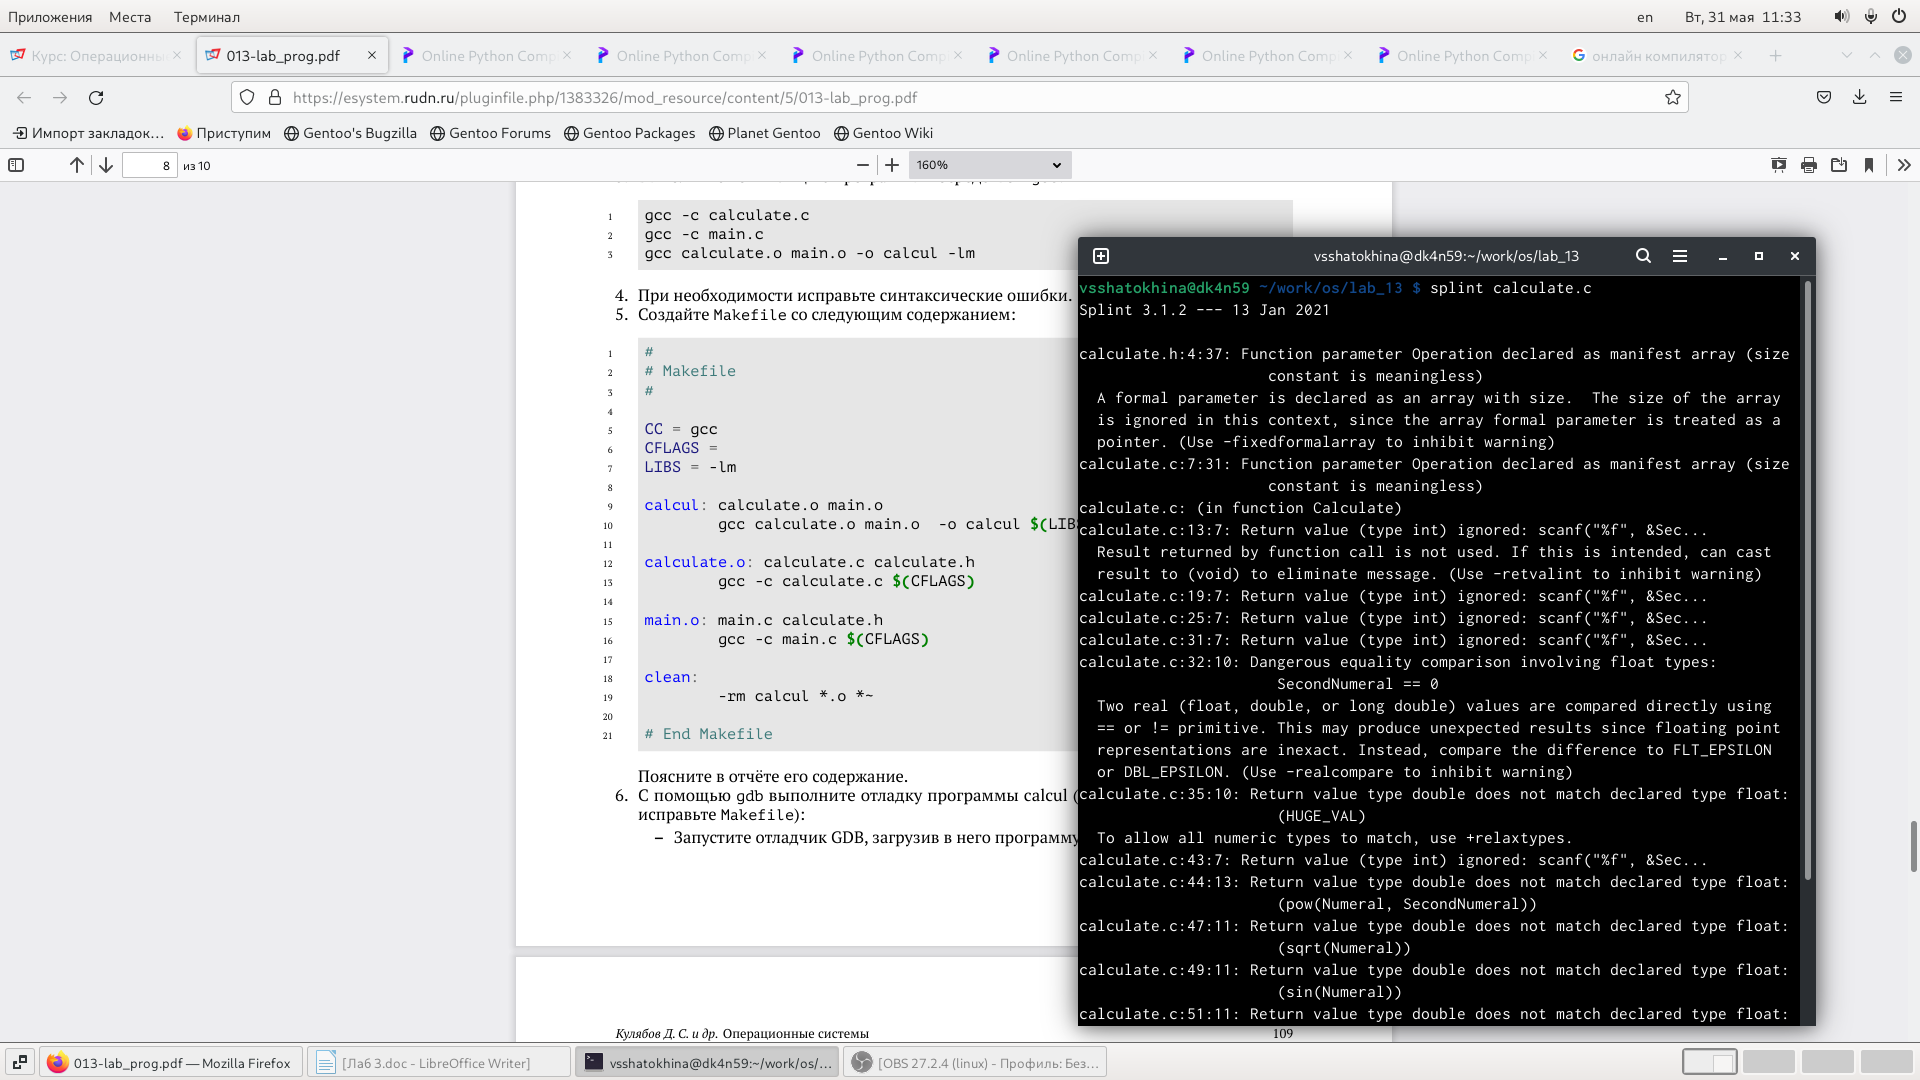 Приложения Места Терминал en Вт, 31 мая 11:33
Курс: Операционны 013-lab_prog.pdf Online Python Comp Online Python Comp Online Python Comp Online Python Comp Online Python Comp Online Python Comp онлайн компилятор
https://esystem.rudn.ru/pluginfile.php/1383326/mod_resource/content/5/013-lab_prog.pdf
Импорт закладок… Приступим Gentoo's Bugzilla Gentoo Forums Gentoo Packages Planet Gentoo Gentoo Wiki
8 из 10 160%
1 gcc -c calculate.c
2 gcc -c main.c
3 gcc calculate.o main.o -o calcul -lm
4. При необходимости исправьте синтаксические ошибки.
5. Создайте Makefile со следующим содержанием:
1 #
2 # Makefile
3 #
4
5 CC = gcc
6 CFLAGS =
7 LIBS = -lm
8
9 calcul: calculate.o main.o
10 gcc calculate.o main.o -o calcul $(LIBS
11
12 calculate.o: calculate.c calculate.h
13 gcc -c calculate.c $(CFLAGS)
14
15 main.o: main.c calculate.h
16 gcc -c main.c $(CFLAGS)
17
18 clean:
19 -rm calcul *.o *~
20
21 # End Makefile
Поясните в отчёте его содержание.
6. С помощью gdb выполните отладку программы calcul (
исправьте Makefile):
– Запустите отладчик GDB, загрузив в него программу
Кулябов Д. С. и др. Операционные системы 109
vsshatokhina@dk4n59:~/work/os/lab_13
vsshatokhina@dk4n59 ~/work/os/lab_13 $ splint calculate.c
Splint 3.1.2 --- 13 Jan 2021
calculate.h:4:37: Function parameter Operation declared as manifest array (size
constant is meaningless)
A formal parameter is declared as an array with size. The size of the array
is ignored in this context, since the array formal parameter is treated as a
pointer. (Use -fixedformalarray to inhibit warning)
calculate.c:7:31: Function parameter Operation declared as manifest array (size
constant is meaningless)
calculate.c: (in function Calculate)
calculate.c:13:7: Return value (type int) ignored: scanf("%f", &Sec...
Result returned by function call is not used. If this is intended, can cast
result to (void) to eliminate message. (Use -retvalint to inhibit warning)
calculate.c:19:7: Return value (type int) ignored: scanf("%f", &Sec...
calculate.c:25:7: Return value (type int) ignored: scanf("%f", &Sec...
calculate.c:31:7: Return value (type int) ignored: scanf("%f", &Sec...
calculate.c:32:10: Dangerous equality comparison involving float types:
SecondNumeral == 0
Two real (float, double, or long double) values are compared directly using
== or != primitive. This may produce unexpected results since floating point
representations are inexact. Instead, compare the difference to FLT_EPSILON
or DBL_EPSILON. (Use -realcompare to inhibit warning)
calculate.c:35:10: Return value type double does not match declared type float:
(HUGE_VAL)
To allow all numeric types to match, use +relaxtypes.
calculate.c:43:7: Return value (type int) ignored: scanf("%f", &Sec...
calculate.c:44:13: Return value type double does not match declared type float:
(pow(Numeral, SecondNumeral))
calculate.c:47:11: Return value type double does not match declared type float:
(sqrt(Numeral))
calculate.c:49:11: Return value type double does not match declared type float:
(sin(Numeral))
calculate.c:51:11: Return value type double does not match declared type float:
013-lab_prog.pdf — Mozilla Firefox [Лаб 3.doc - LibreOffice Writer] vsshatokhina@dk4n59:~/work/os/… [OBS 27.2.4 (linux) - Профиль: Без…